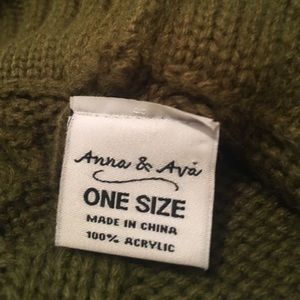 Anna & Ava
ONE SIZE
MADE IN CHINA
100% ACRYLIC